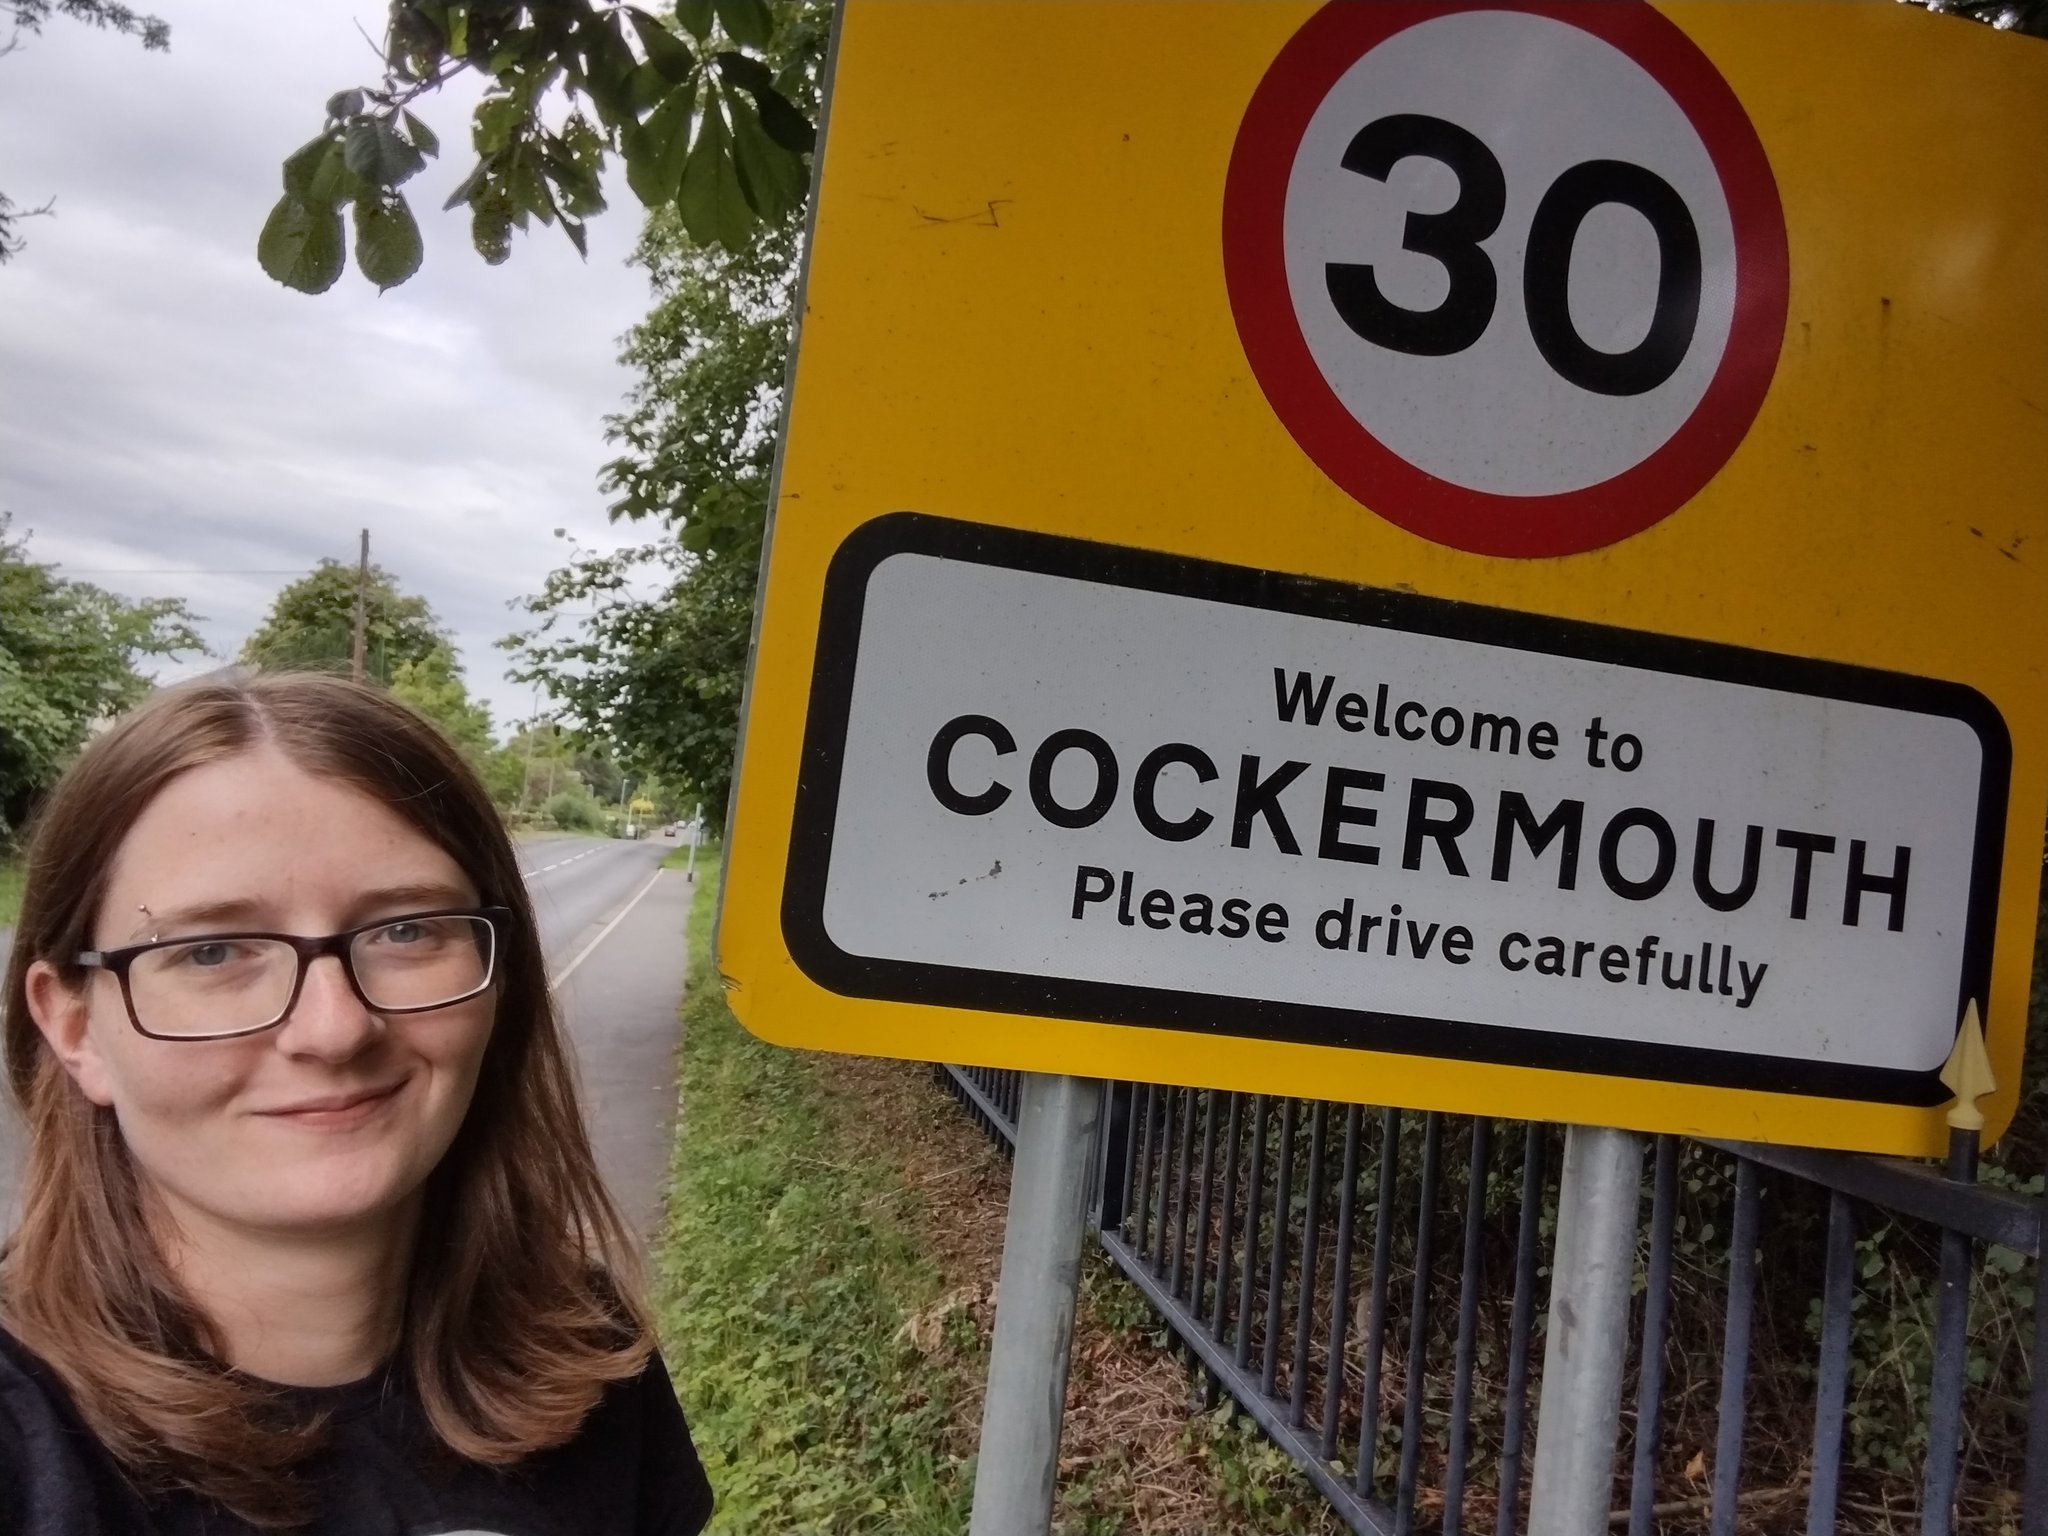 30
Welcome to
COCKERMOUTH
Please drive carefully